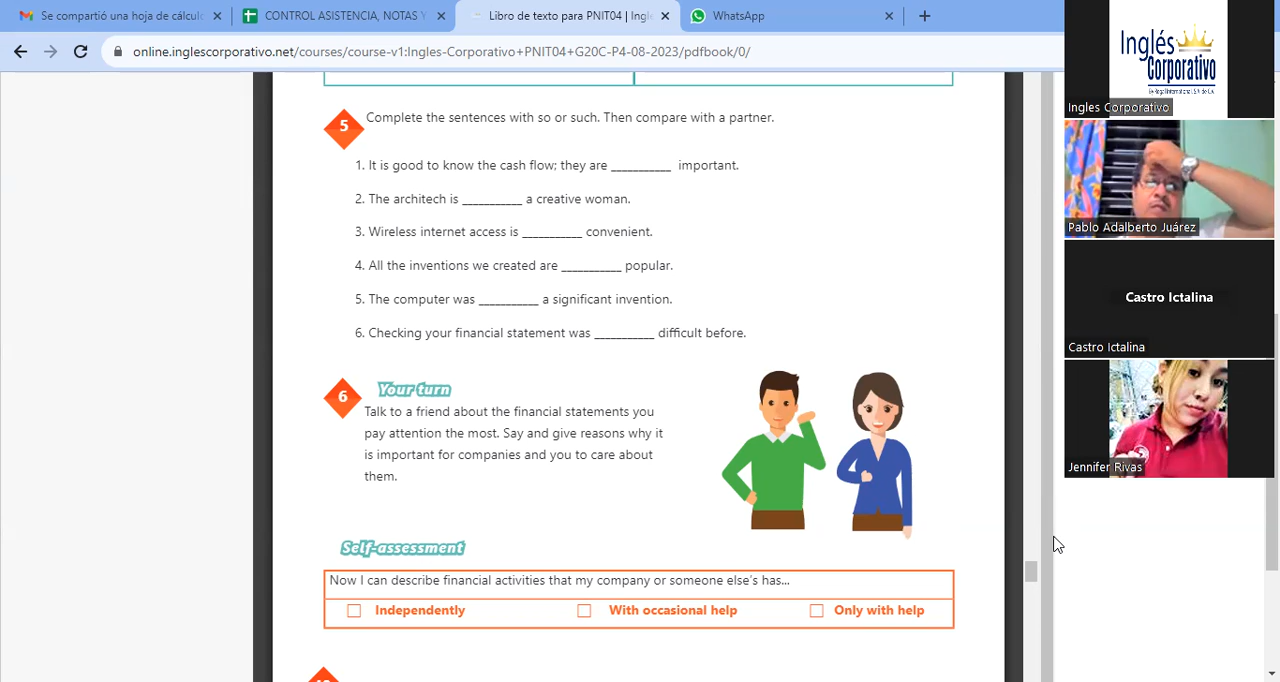 Se compartió una hoja de cálcul
CONTROL ASISTENCIA, NOTAS Y
Libro de texto para PNIT04 | Ingle
WhatsApp
online.inglescorporativo.net/courses/course-v1:Ingles-Corporativo+PNIT04+G20C-P4-08-2023/pdfbook/0/
5
Complete the sentences with so or such. Then compare with a partner.
1. It is good to know the cash flow; they are __________ important.
2. The architech is __________ a creative woman.
3. Wireless internet access is __________ convenient.
4. All the inventions we created are __________ popular.
5. The computer was __________ a significant invention.
6. Checking your financial statement was __________ difficult before.
6
Your turn
Talk to a friend about the financial statements you
pay attention the most. Say and give reasons why it
is important for companies and you to care about
them.
Self-assessment
Now I can describe financial activities that my company or someone else's has...
Independently
With occasional help
Only with help
Inglés
Corporativo
Ingles Corporativo
Pablo Adalberto Juárez
Castro Ictalina
Castro Ictalina
Jennifer Rivas